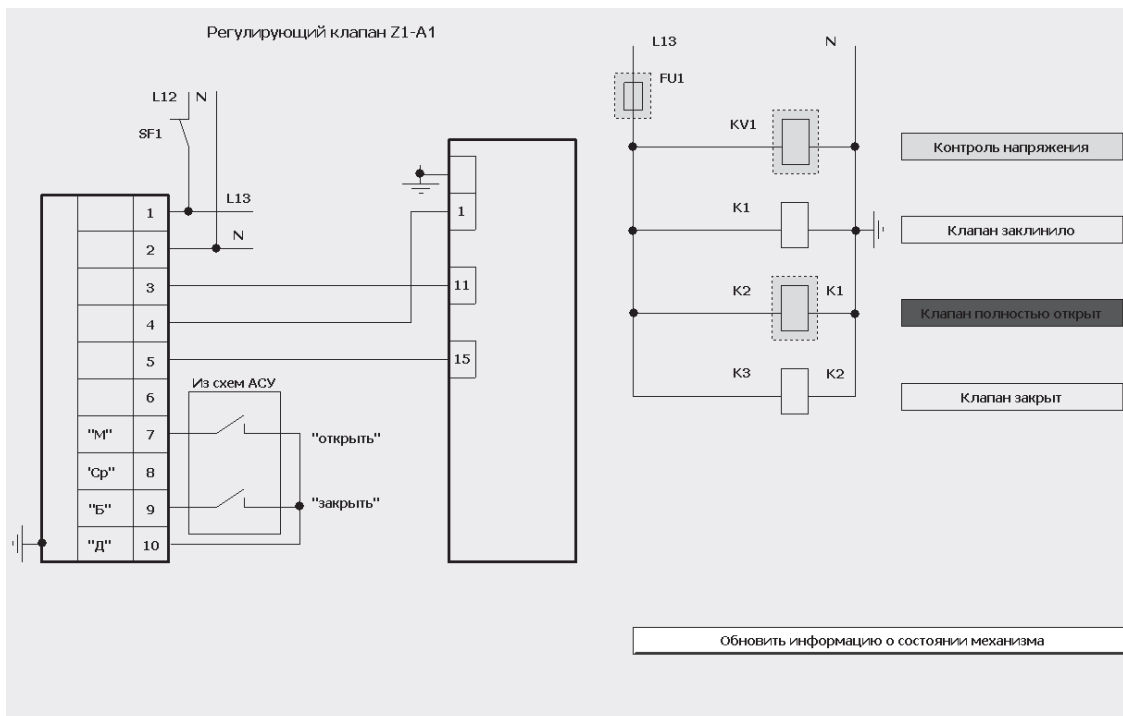 Регулирующий клапан Z1-A1
L12 N
SF1
L13
N
1
2
3
4
5
6
"М" 7
'Ср" 8
"Б" 9
"Д" 10
Из схем АСУ
"открыть"
"закрыть"
1
11
15
L13
N
FU1
KV1
Контроль напряжения
K1
Клапан заклинило
K2 K1
Клапан полностью открыт
K3 K2
Клапан закрыт
Обновить информацию о состоянии механизма